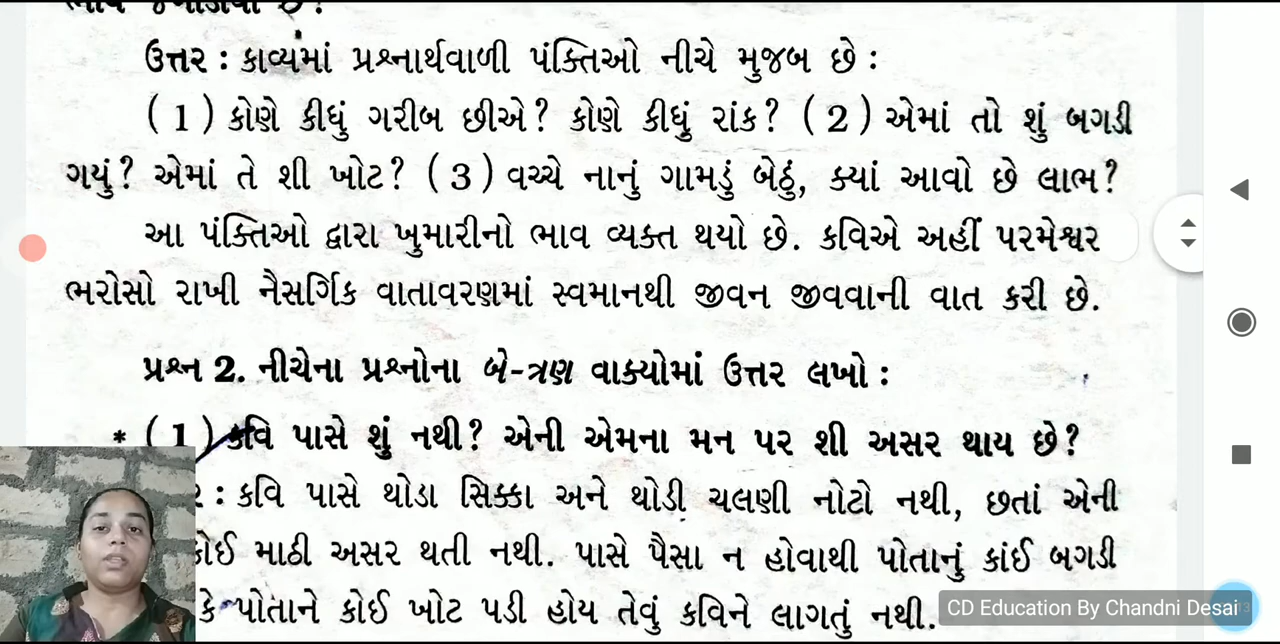 ઉત્તર : કાવ્યમાં પ્રશ્નાર્થવાળી પંક્તિઓ નીચે મુજબ છે :
(1) કોણે કીધું ગરીબ છીએ? કોણે કીધું રાંક? (2) એમાં તો શું બગડી
ગયું? એમાં તે શી ખોટ? (3) વચ્ચે નાનું ગામડું બેઠું, ક્યાં આવો છે લાભ?
આ પંક્તિઓ દ્વારા ખુમારીનો ભાવ વ્યક્ત થયો છે. કવિએ અહીં પરમેશ્વર
ભરોસો રાખી નૈસર્ગિક વાતાવરણમાં સ્વમાનથી જીવન જીવવાની વાત કરી છે.
પ્રશ્ન 2. નીચેના પ્રશ્નોના બે-ત્રણ વાક્યોમાં ઉત્તર લખો :
* (1) કવિ પાસે શું નથી? એની એમના મન પર શી અસર થાય છે?
: કવિ પાસે થોડા સિક્કા અને થોડી ચલણી નોટો નથી, છતાં એની
કોઈ માઠી અસર થતી નથી. પાસે પૈસા ન હોવાથી પોતાનું કાંઈ બગડી
કે પોતાને કોઈ ખોટ પડી હોય તેવું કવિને લાગતું નથી.
CD Education By Chandni Desai